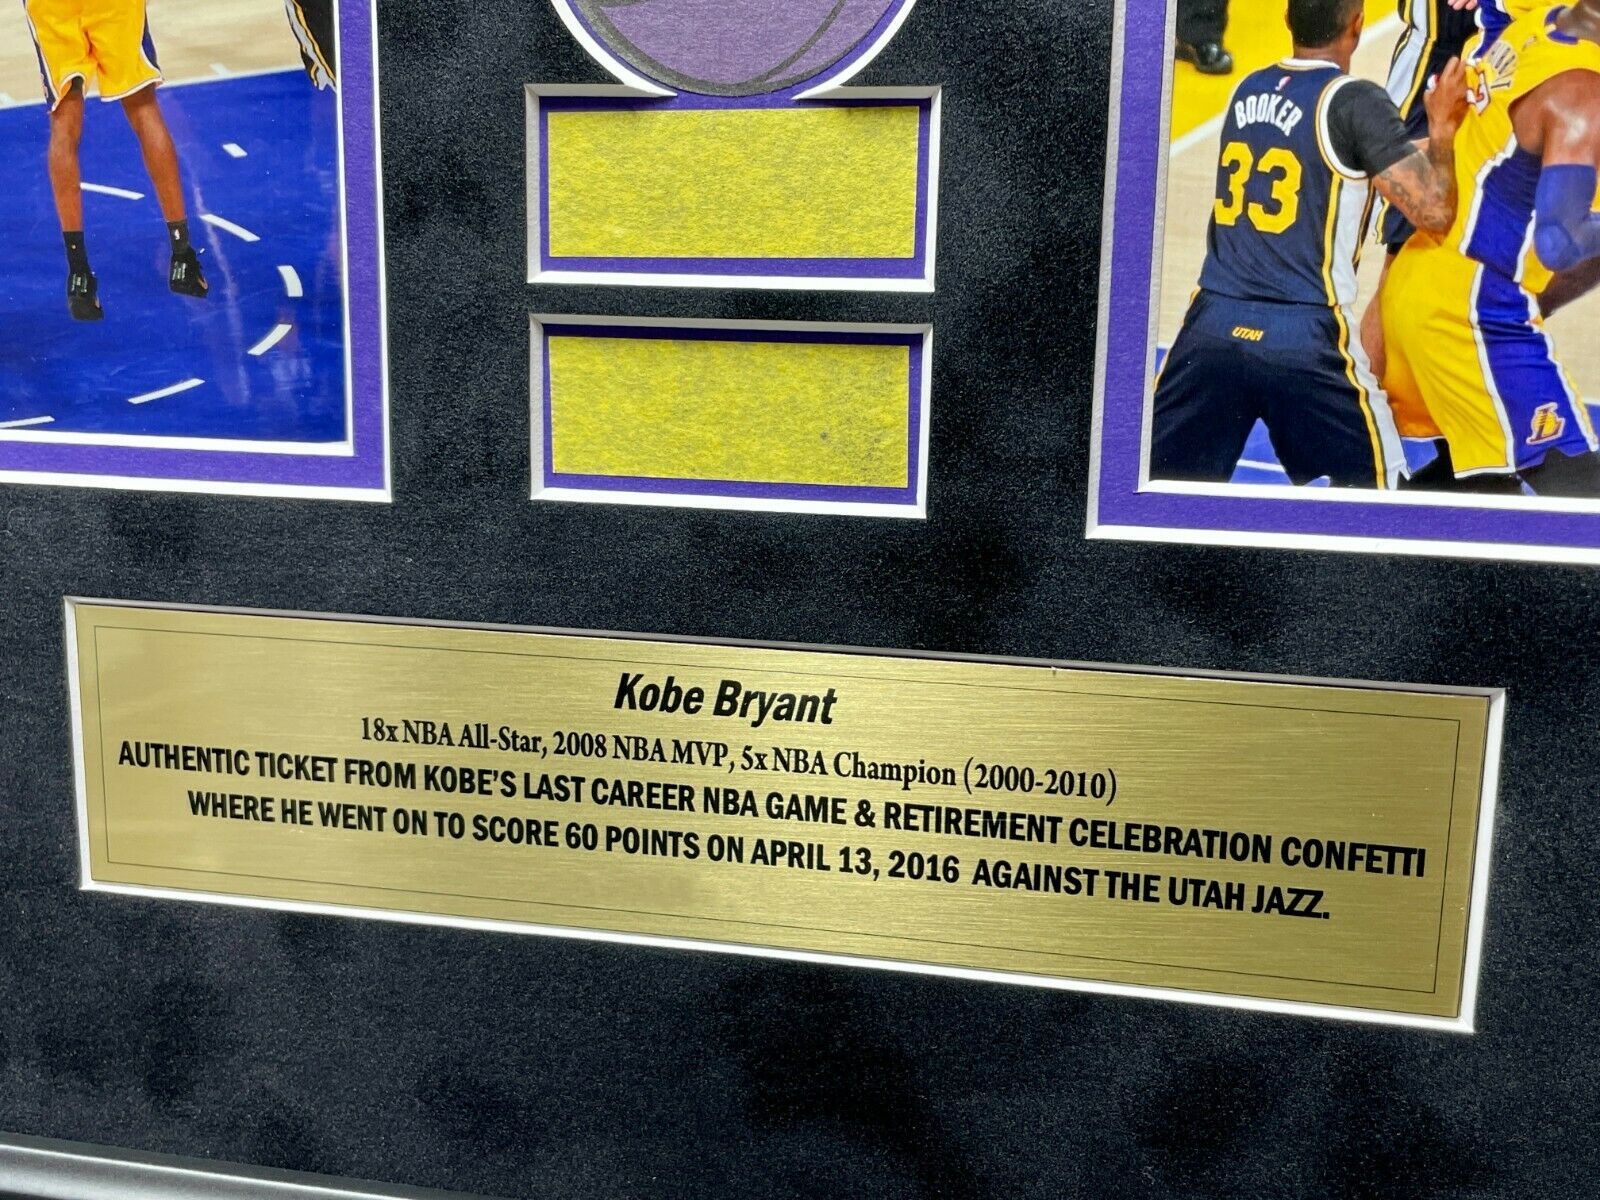 BOOKER
33
UTAH
Kobe Bryant
18x NBA All-Star, 2008 NBA MVP, 5x NBA Champion (2000-2010)
AUTHENTIC TICKET FROM KOBE'S LAST CAREER NBA GAME & RETIREMENT CELEBRATION CONFETTI
WHERE HE WENT ON TO SCORE 60 POINTS ON APRIL 13, 2016 AGAINST THE UTAH JAZZ.